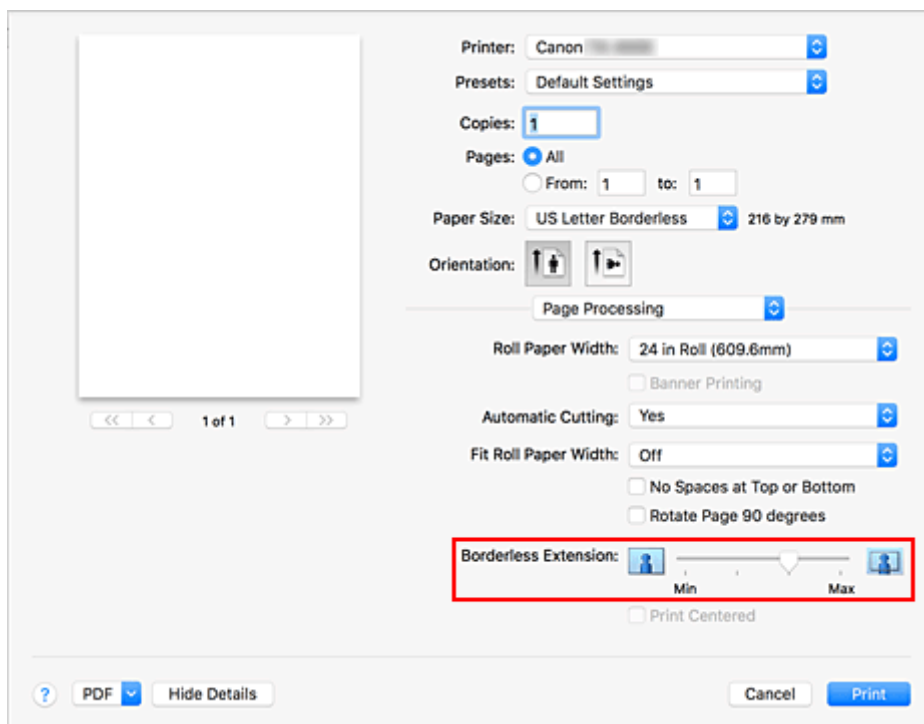 Printer: Canon
Presets: Default Settings
Copies: 1
Pages: All
From: 1 to: 1
Paper Size: US Letter Borderless 216 by 279 mm
Orientation:
Page Processing
Roll Paper Width: 24 in Roll (609.6mm)
Banner Printing
<< < 1 of 1 > >>
Automatic Cutting: Yes
Fit Roll Paper Width: Off
No Spaces at Top or Bottom
Rotate Page 90 degrees
Borderless Extension:
Min Max
Print Centered
? PDF Hide Details Cancel Print